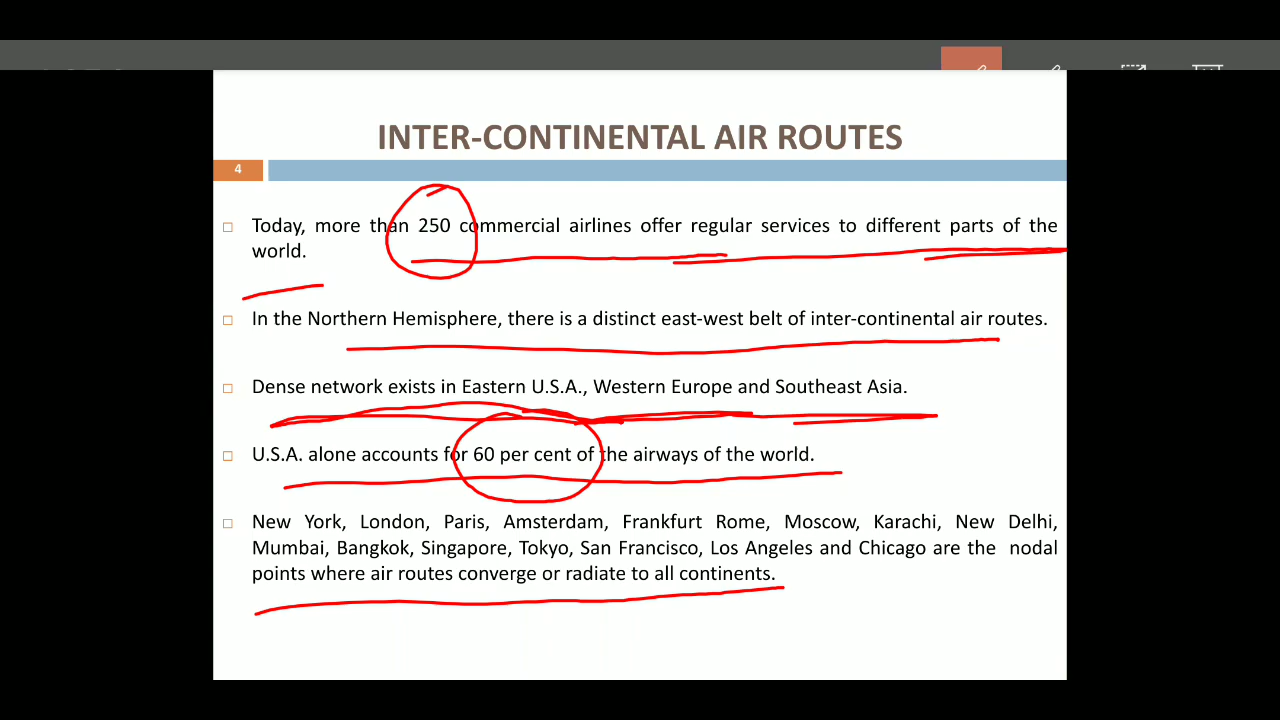 INTER-CONTINENTAL AIR ROUTES
4
Today, more than 250 commercial airlines offer regular services to different parts of the
world.
In the Northern Hemisphere, there is a distinct east-west belt of inter-continental air routes.
Dense network exists in Eastern U.S.A., Western Europe and Southeast Asia.
U.S.A. alone accounts for 60 per cent of the airways of the world.
New York, London, Paris, Amsterdam, Frankfurt Rome, Moscow, Karachi, New Delhi,
Mumbai, Bangkok, Singapore, Tokyo, San Francisco, Los Angeles and Chicago are the nodal
points where air routes converge or radiate to all continents.